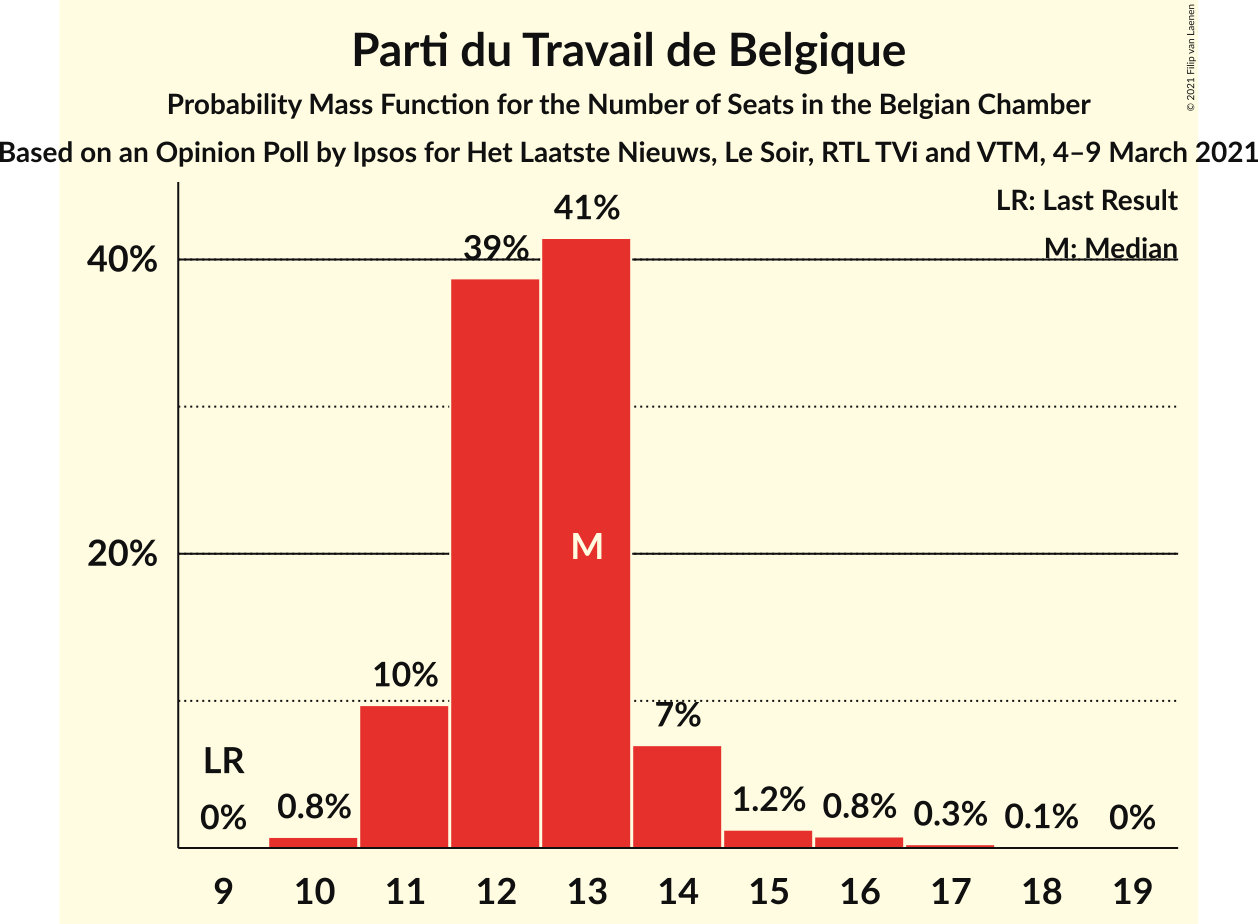 Parti du Travail de Belgique
Probability Mass Function for the Number of Seats in the Belgian Chamber
Based on an Opinion Poll by Ipsos for Het Laatste Nieuws, Le Soir, RTL TVi and VTM, 4–9 March 2021
© 2021 Filip van Laenen
LR: Last Result
M: Median
40%
20%
LR
0%
0.8%
10%
39%
41%
M
7%
1.2%
0.8%
0.3%
0.1%
0%
9 10 11 12 13 14 15 16 17 18 19